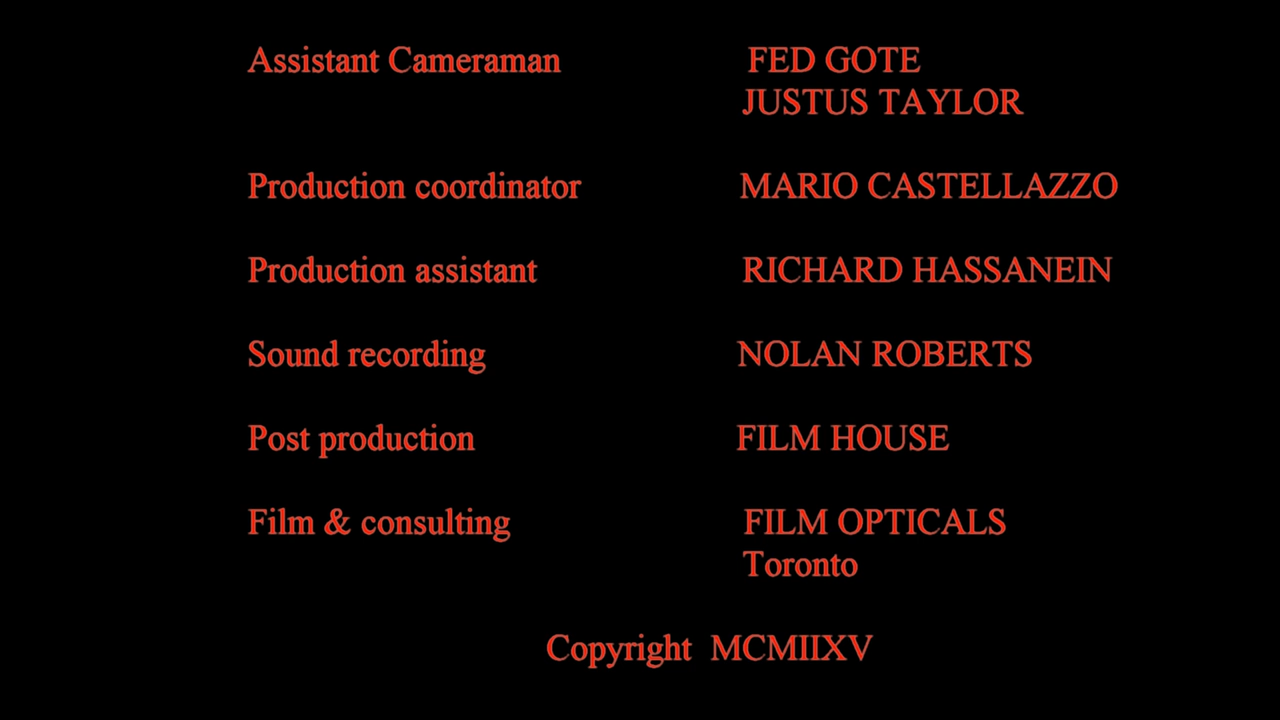 Assistant Cameraman FED GOTE
JUSTUS TAYLOR
Production coordinator MARIO CASTELLAZZO
Production assistant RICHARD HASSANEIN
Sound recording NOLAN ROBERTS
Post production FILM HOUSE
Film & consulting FILM OPTICALS
Toronto
Copyright MCMIIXV